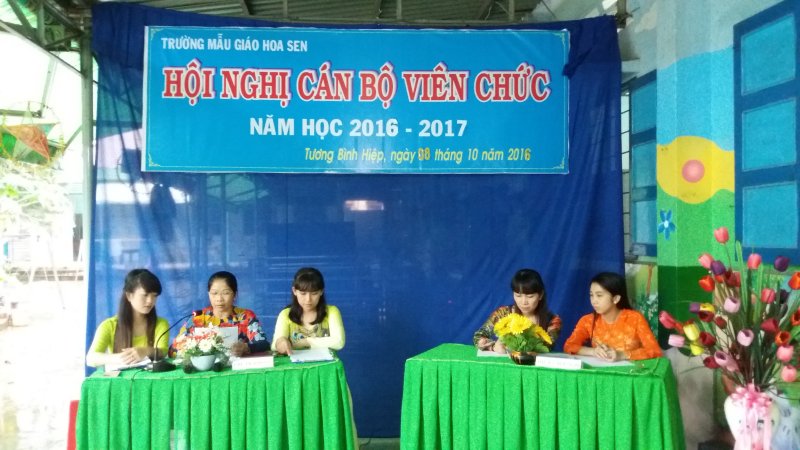 TRƯỜNG MẪU GIÁO HOA SEN
HỘI NGHỊ CÁN BỘ VIÊN CHỨC
NĂM HỌC 2016 - 2017
Tương Bình Hiệp, ngày 08 tháng 10 năm 2016